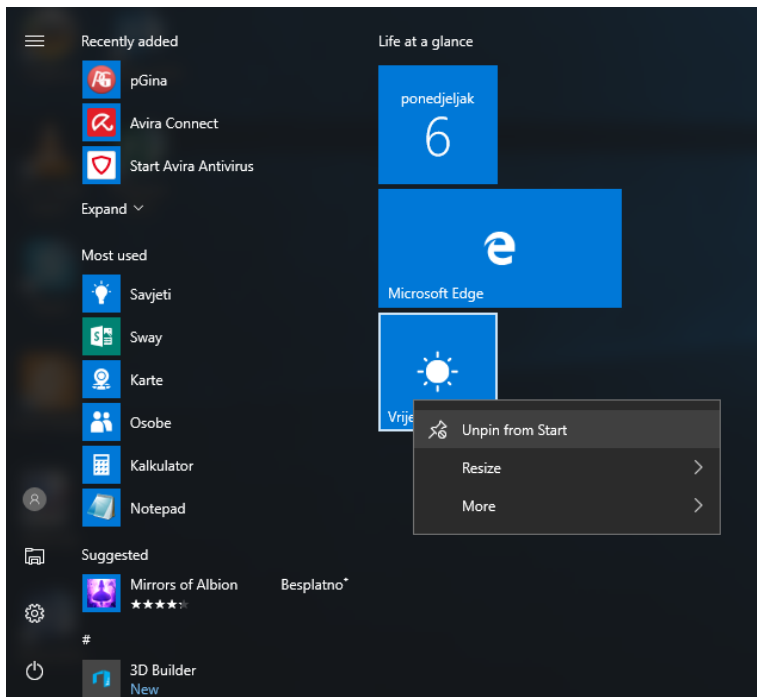 Recently added
pGina
Avira Connect
Start Avira Antivirus
Expand
Most used
Savjeti
Sway
Karte
Osobe
Kalkulator
Notepad
Suggested
Mirrors of Albion Besplatno+
#
3D Builder
New
Life at a glance
ponedjeljak
6
Microsoft Edge
Vrije
Unpin from Start
Resize
More